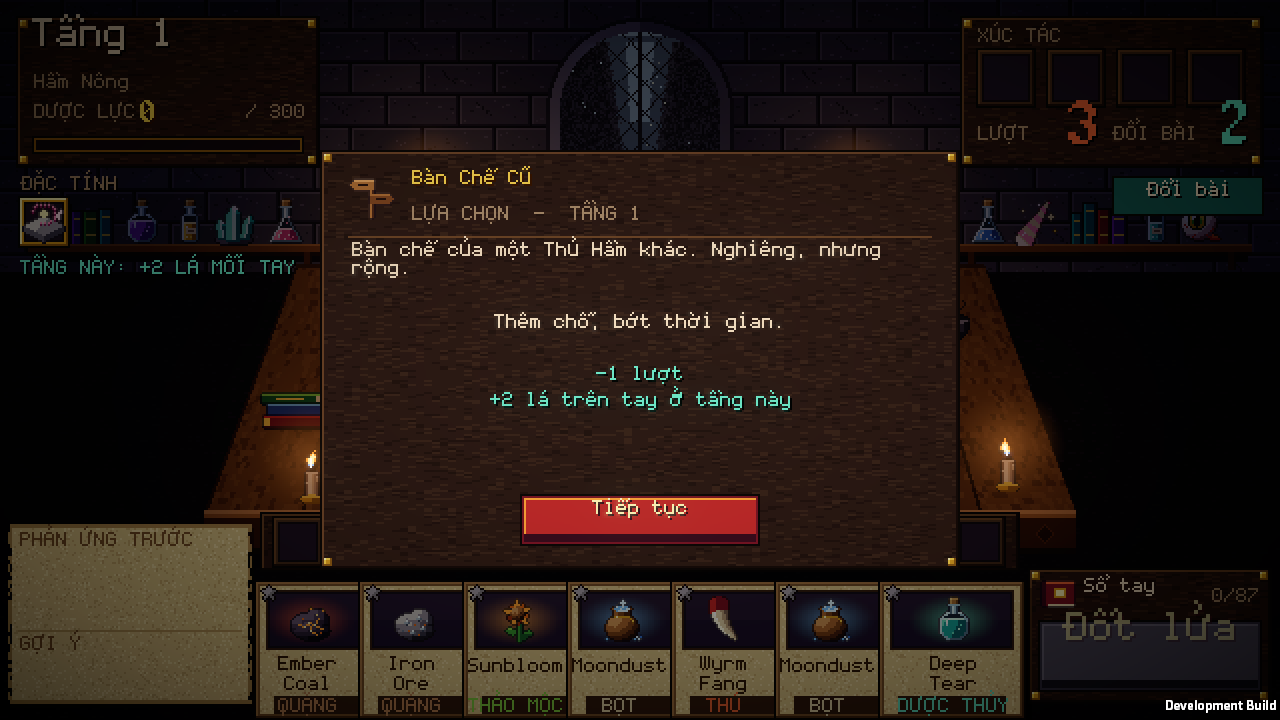 Tầng 1
Hầm Nông
DƯỢC LỰC 0 / 300
ĐẶC TÍNH
TẦNG NÀY: +2 LÁ MỖI TAY
XÚC TÁC
LƯỢT 3 ĐỔI BÀI 2
Đổi bài
Bàn Chế Cũ
LỰA CHỌN - TẦNG 1
Bàn chế của một Thủ Hầm khác. Nghiêng, nhưng
rộng.
Thêm chỗ, bớt thời gian.
-1 lượt
+2 lá trên tay ở tầng này
Tiếp tục
PHẢN ỨNG TRƯỚC
GỢI Ý
Ember
Coal
QUẶNG
Iron
Ore
QUẶNG
Sunbloom
THẢO MỘC
Moondust
BỘT
Wyrm
Fang
THÚ
Moondust
BỘT
Deep
Tear
DƯỢC THUỶ
Sổ tay
0/87
Đốt lửa
Development Build